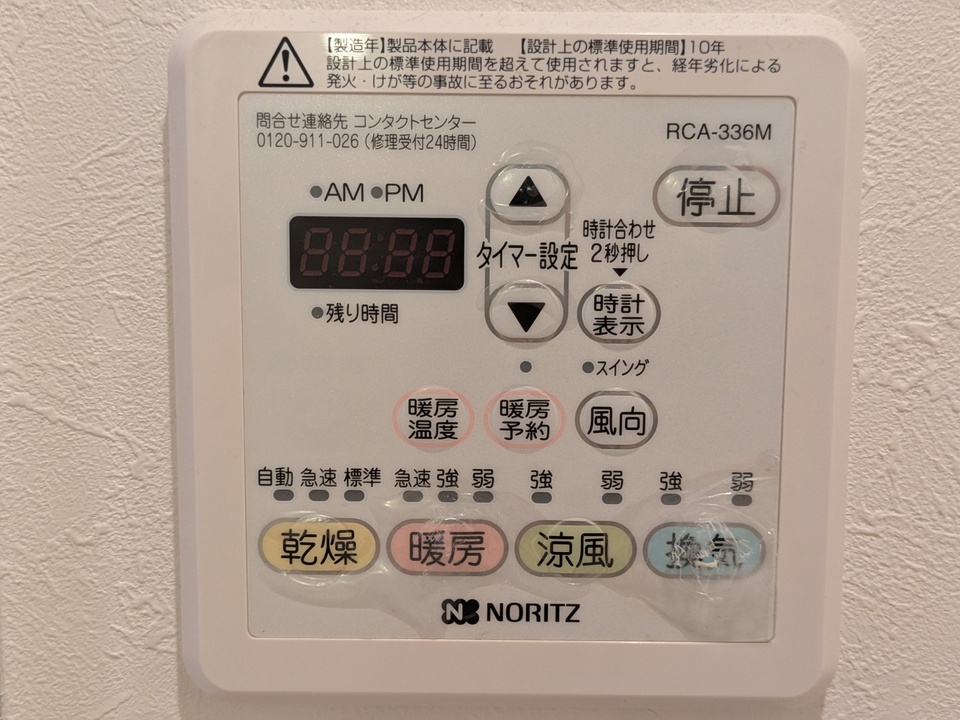 【製造年】製品本体に記載 【設計上の標準使用期間】10年
設計上の標準使用期間を超えて使用されますと、経年劣化による
発火・けが等の事故に至るおそれがあります。
問合せ連絡先 コンタクトセンター
0120-911-026（修理受付24時間）
RCA-336M
停止
●AM ●PM
88:88
●残り時間
▲
タイマー設定
▼
時計合わせ
2秒押し
▼
時計
表示
●スイング
暖房
温度
暖房
予約
風向
自動 急速 標準 急速 強 弱 強 弱 強 弱
乾燥 暖房 涼風 換気
NORITZ